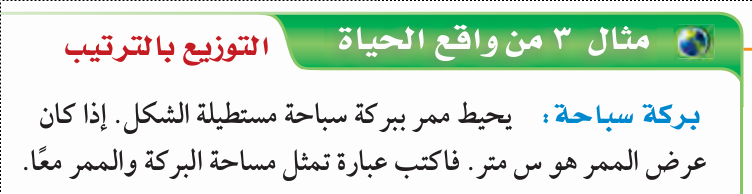 مثال ٣ من واقع الحياة التوزيع بالترتيب
بركة سباحة: يحيط ممر ببركة سباحة مستطيلة الشكل. إذا كان
عرض الممر هو س متر. فاكتب عبارة تمثل مساحة البركة والممر معًا.